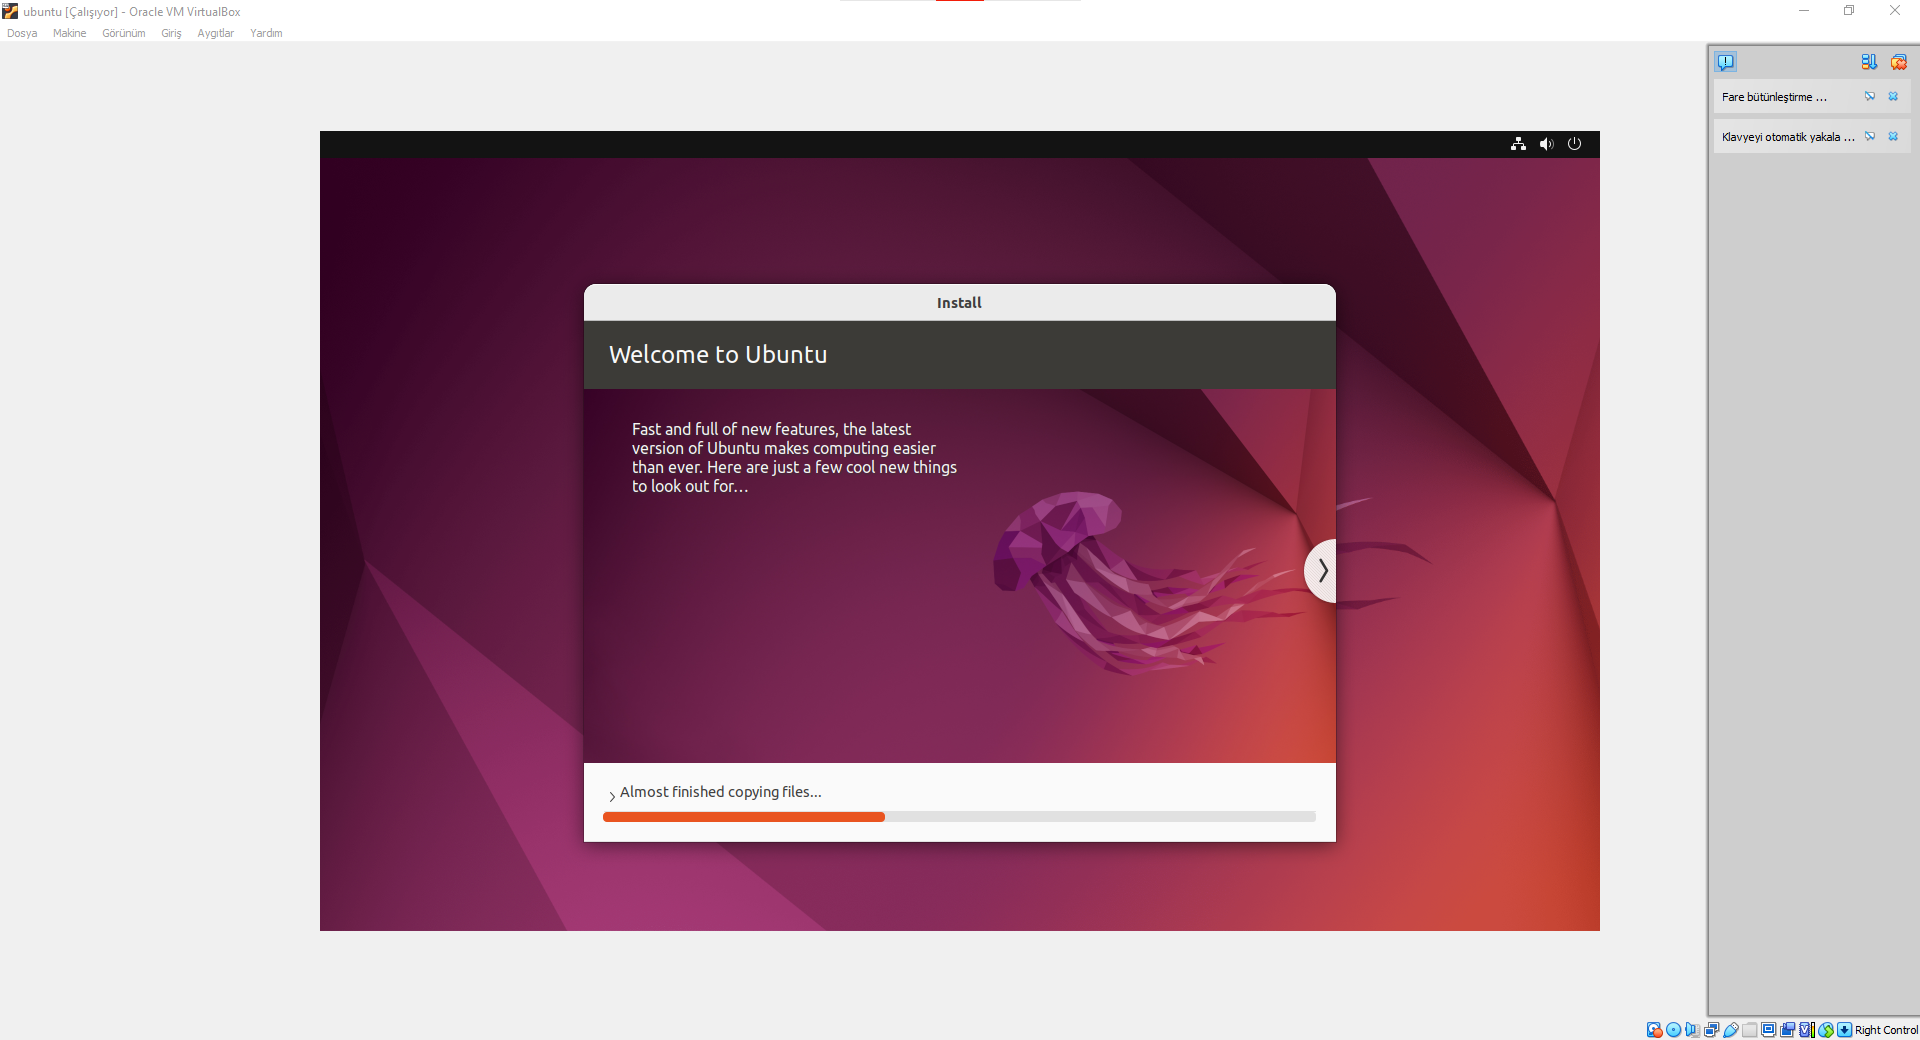 ubuntu [Çalışıyor] - Oracle VM VirtualBox
Dosya Makine Görünüm Giriş Aygıtlar Yardım
Fare bütünleştirme ...
Klavyeyi otomatik yakala ...
Install
Welcome to Ubuntu
Fast and full of new features, the latest
version of Ubuntu makes computing easier
than ever. Here are just a few cool new things
to look out for…
Almost finished copying files...
Right Control